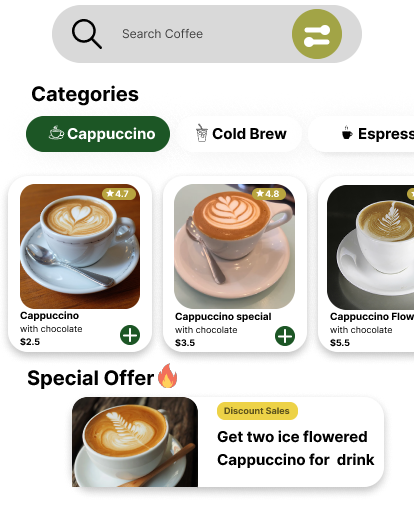 Search Coffee
Categories
Cappuccino Cold Brew Espress
4.7 4.8
Cappuccino Cappuccino special Cappuccino Flow
with chocolate with chocolate with chocolate
$2.5 $3.5 $5.5
Special Offer
Discount Sales
Get two ice flowered
Cappuccino for drink